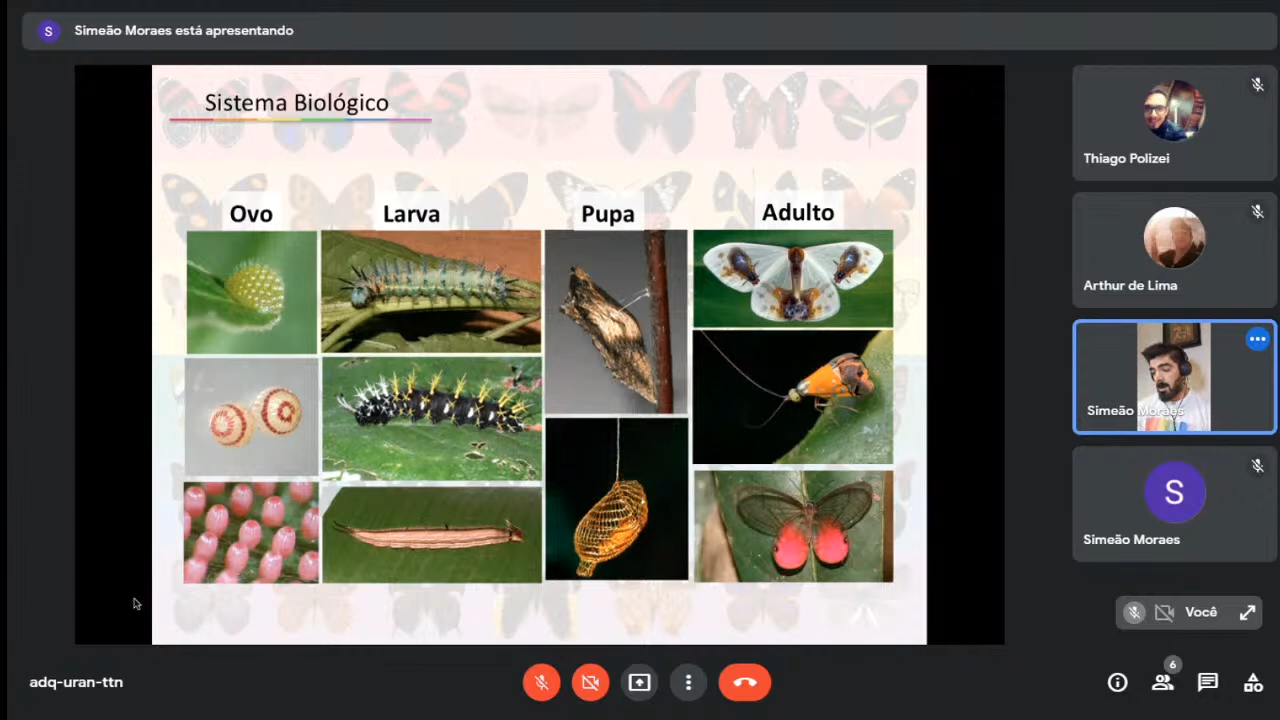 S
Simeão Moraes está apresentando
Sistema Biológico
Ovo
Larva
Pupa
Adulto
Thiago Polizei
Arthur de Lima
Simeão Moraes
S
Simeão Moraes
Você
adq-uran-ttn
6